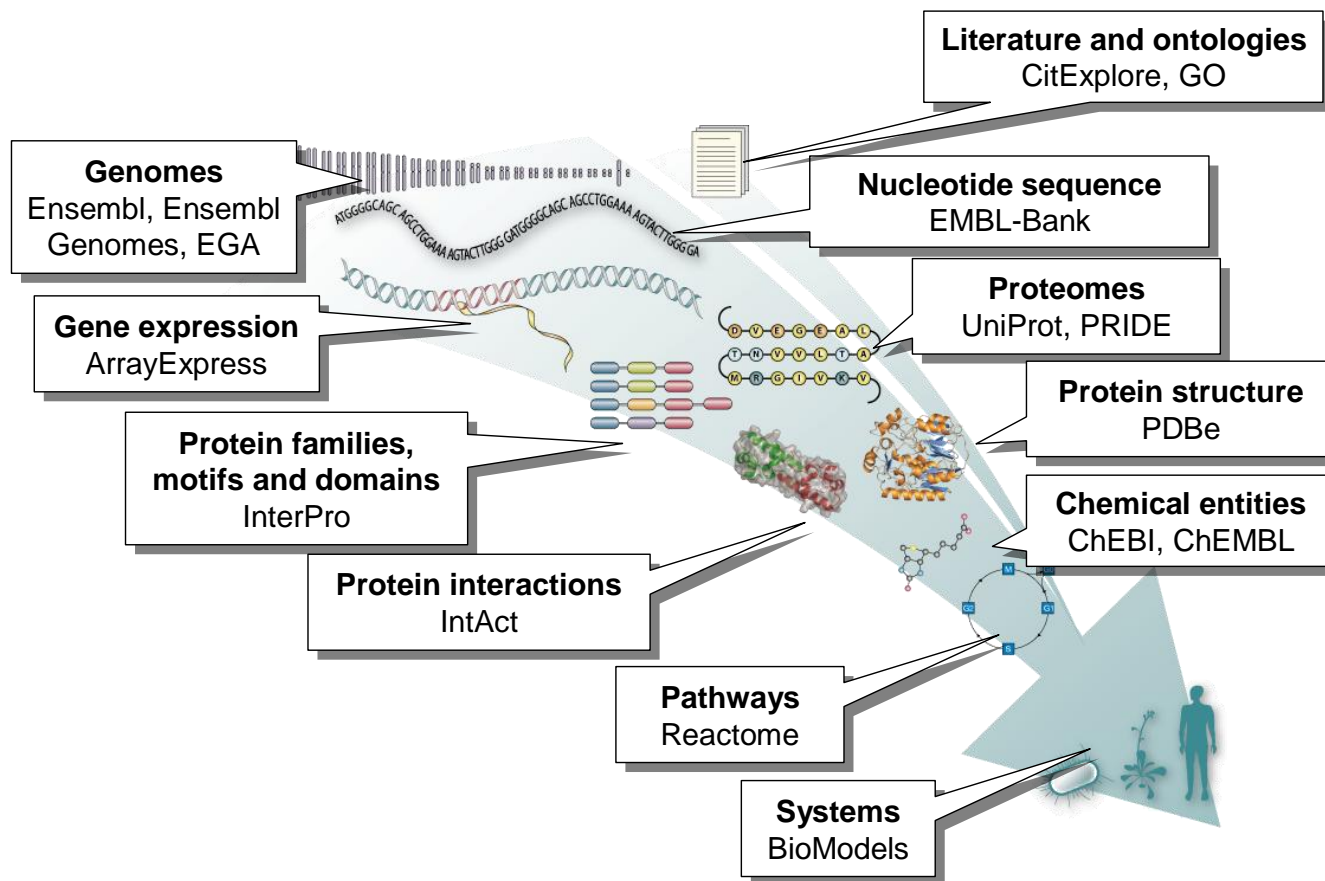 Literature and ontologies
CitExplore, GO
Genomes
Ensembl, Ensembl
Genomes, EGA
Nucleotide sequence
EMBL-Bank
ATGGGGCAGC AGCCTGGAAA AGTACTTGGG GATGGGGCAGC AGCCTGGAAA AGTACTTGGG GA
Proteomes
UniProt, PRIDE
Gene expression
ArrayExpress
D V E G E A L
T N V V L T A
M R G I V K V
Protein structure
PDBe
Protein families,
motifs and domains
InterPro
Chemical entities
ChEBI, ChEMBL
Protein interactions
IntAct
M
G2
G1
S
Pathways
Reactome
Systems
BioModels